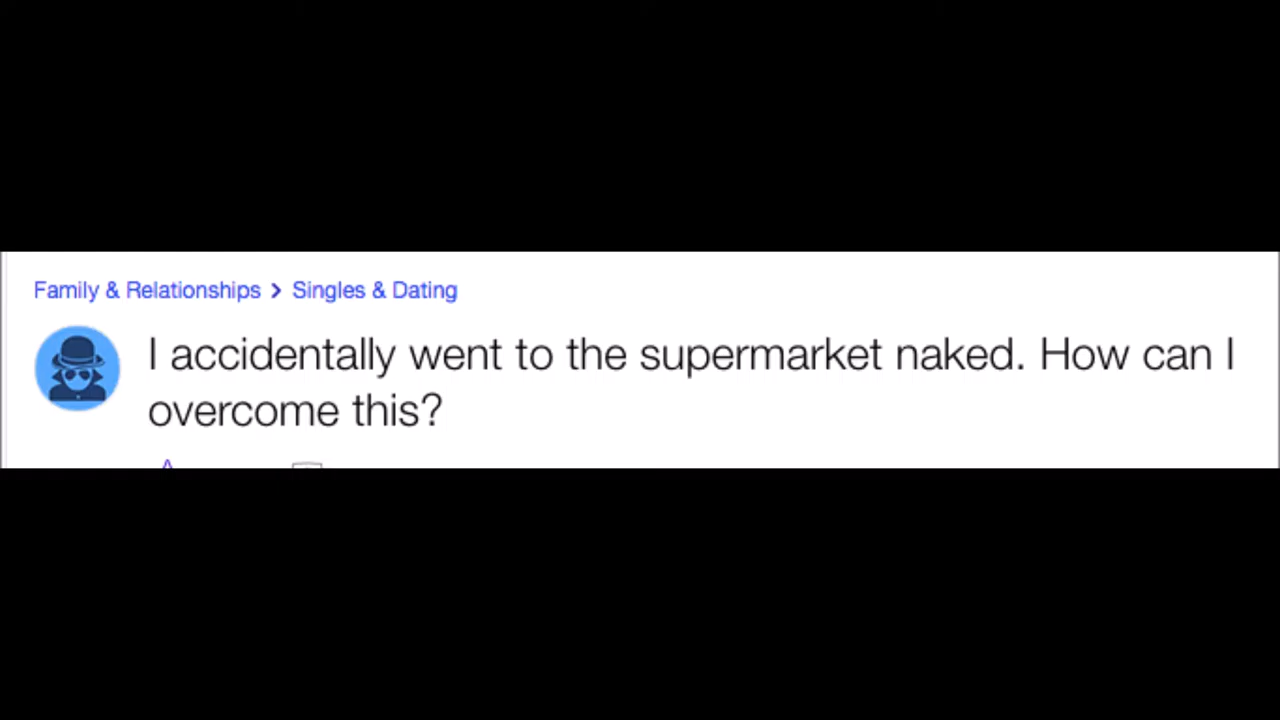 Family & Relationships > Singles & Dating
I accidentally went to the supermarket naked. How can I
overcome this?